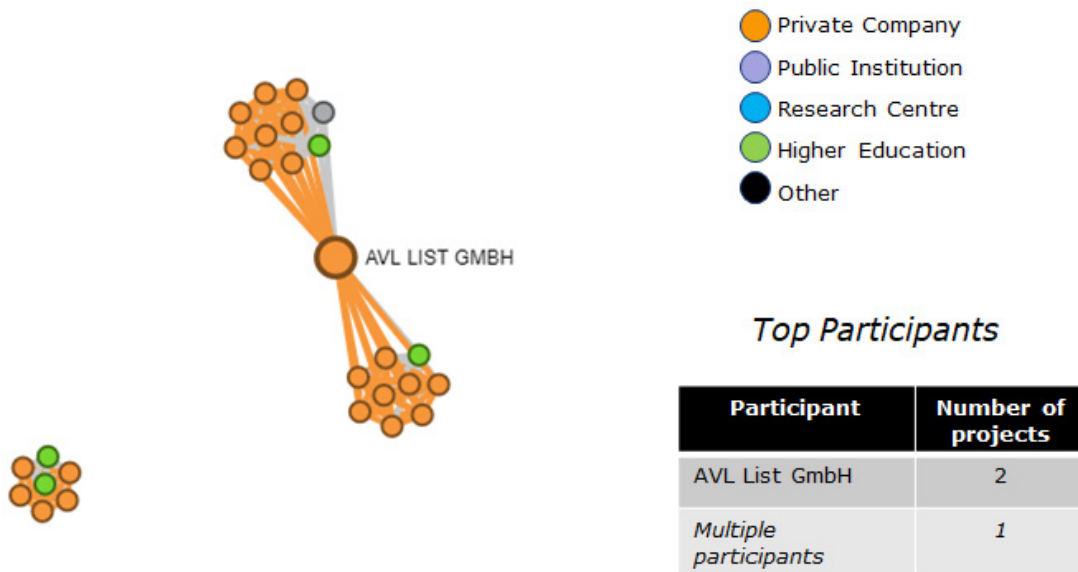 Private Company
Public Institution
Research Centre
Higher Education
Other
AVL LIST GMBH
Top Participants
Participant
Number of
projects
AVL List GmbH
2
Multiple
participants
1